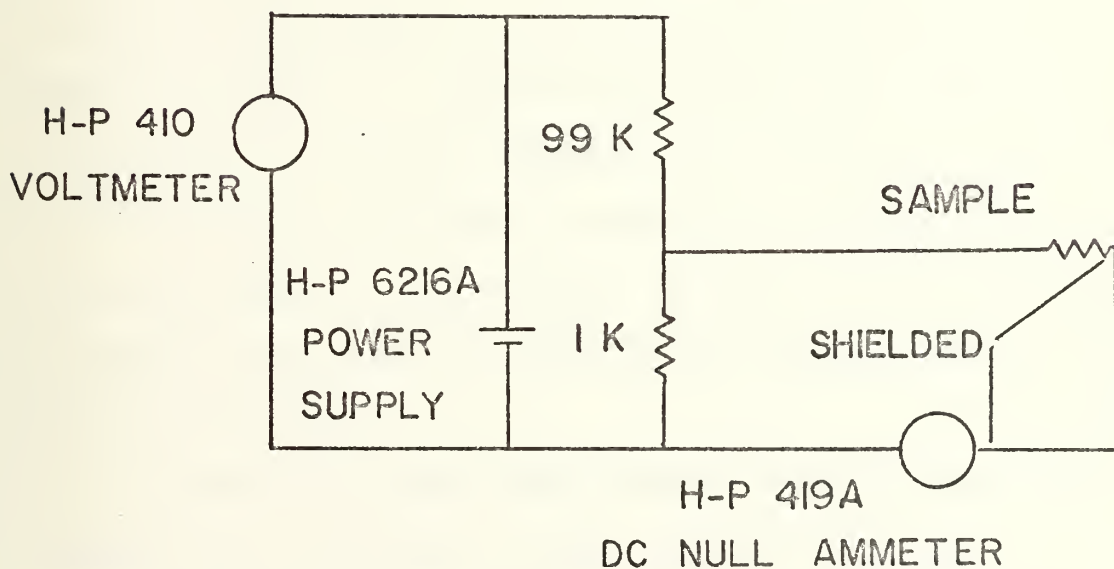 H-P 410
VOLTMETER
99 K
SAMPLE
H-P 6216A
POWER
SUPPLY
1 K
SHIELDED
H-P 419A
DC NULL AMMETER